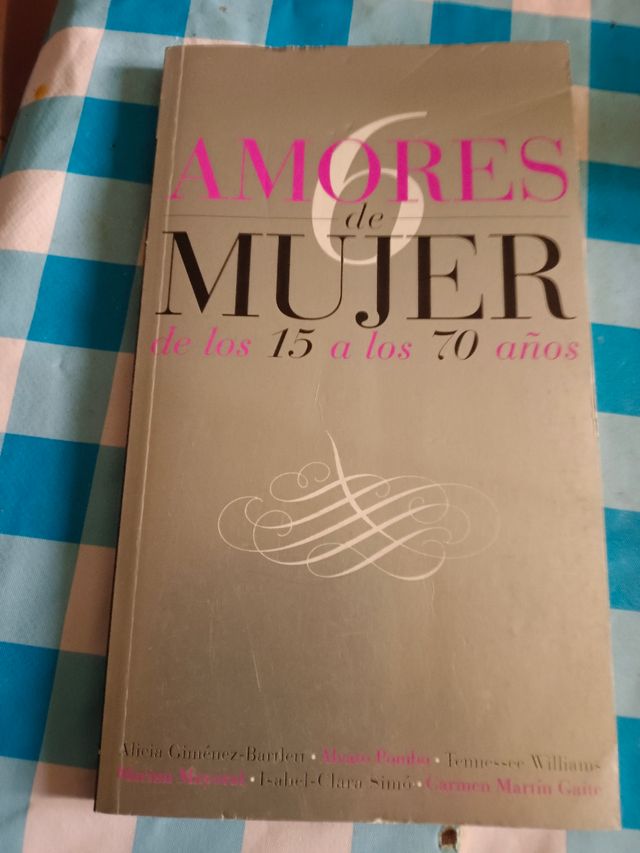 6
AMORES
de
MUJER
de los 15 a los 70 años
Alicia Giménez-Bartlett · Álvaro Pombo · Tennessee Williams
Marina Mayoral · Isabel-Clara Simó · Carmen Martín Gaite